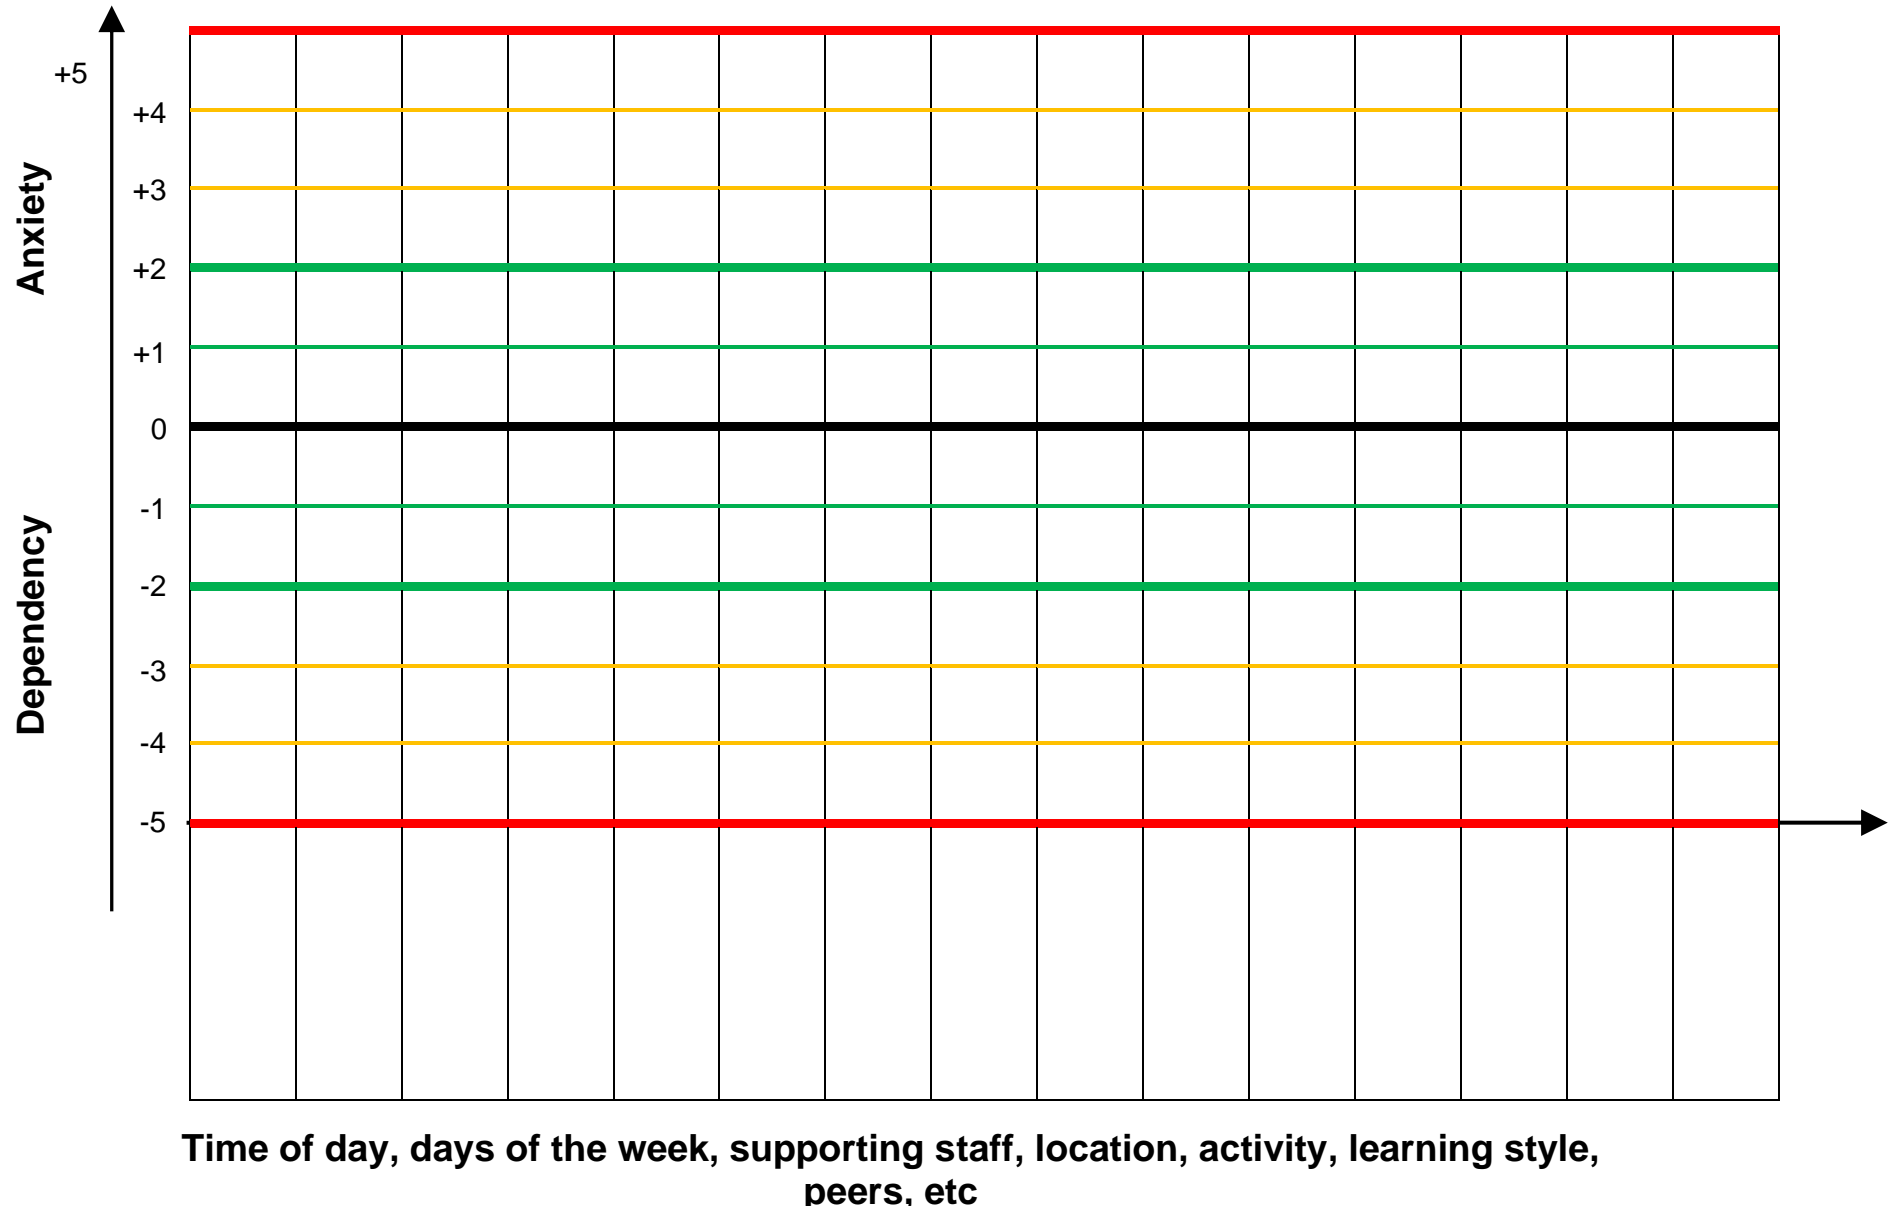 +5
+4
+3
Anxiety
+2
+1
0
-1
-2
Dependency
-3
-4
-5
Time of day, days of the week, supporting staff, location, activity, learning style,
peers, etc